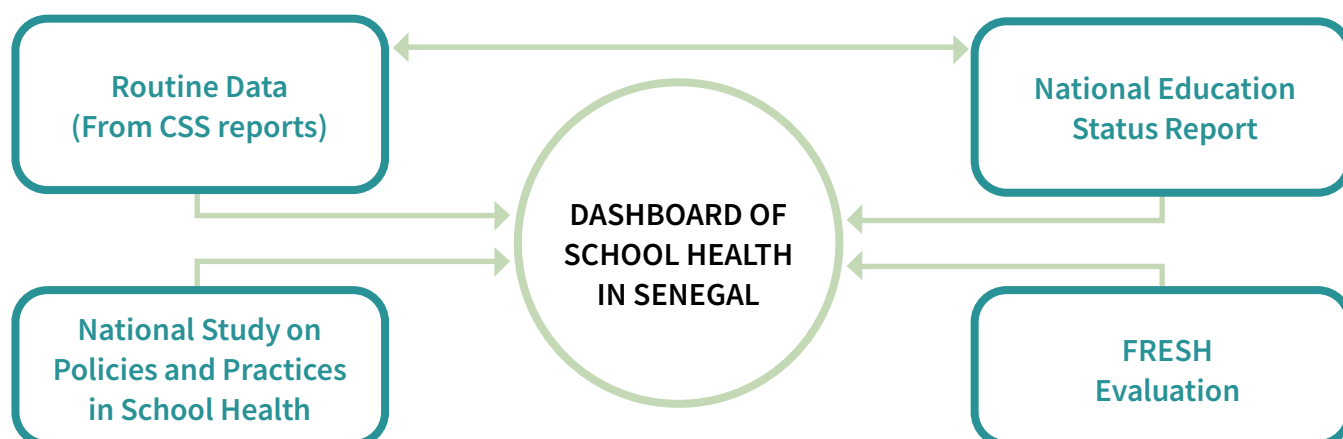 Routine Data
(From CSS reports)
National Education
Status Report
DASHBOARD OF
SCHOOL HEALTH
IN SENEGAL
National Study on
Policies and Practices
in School Health
FRESH
Evaluation